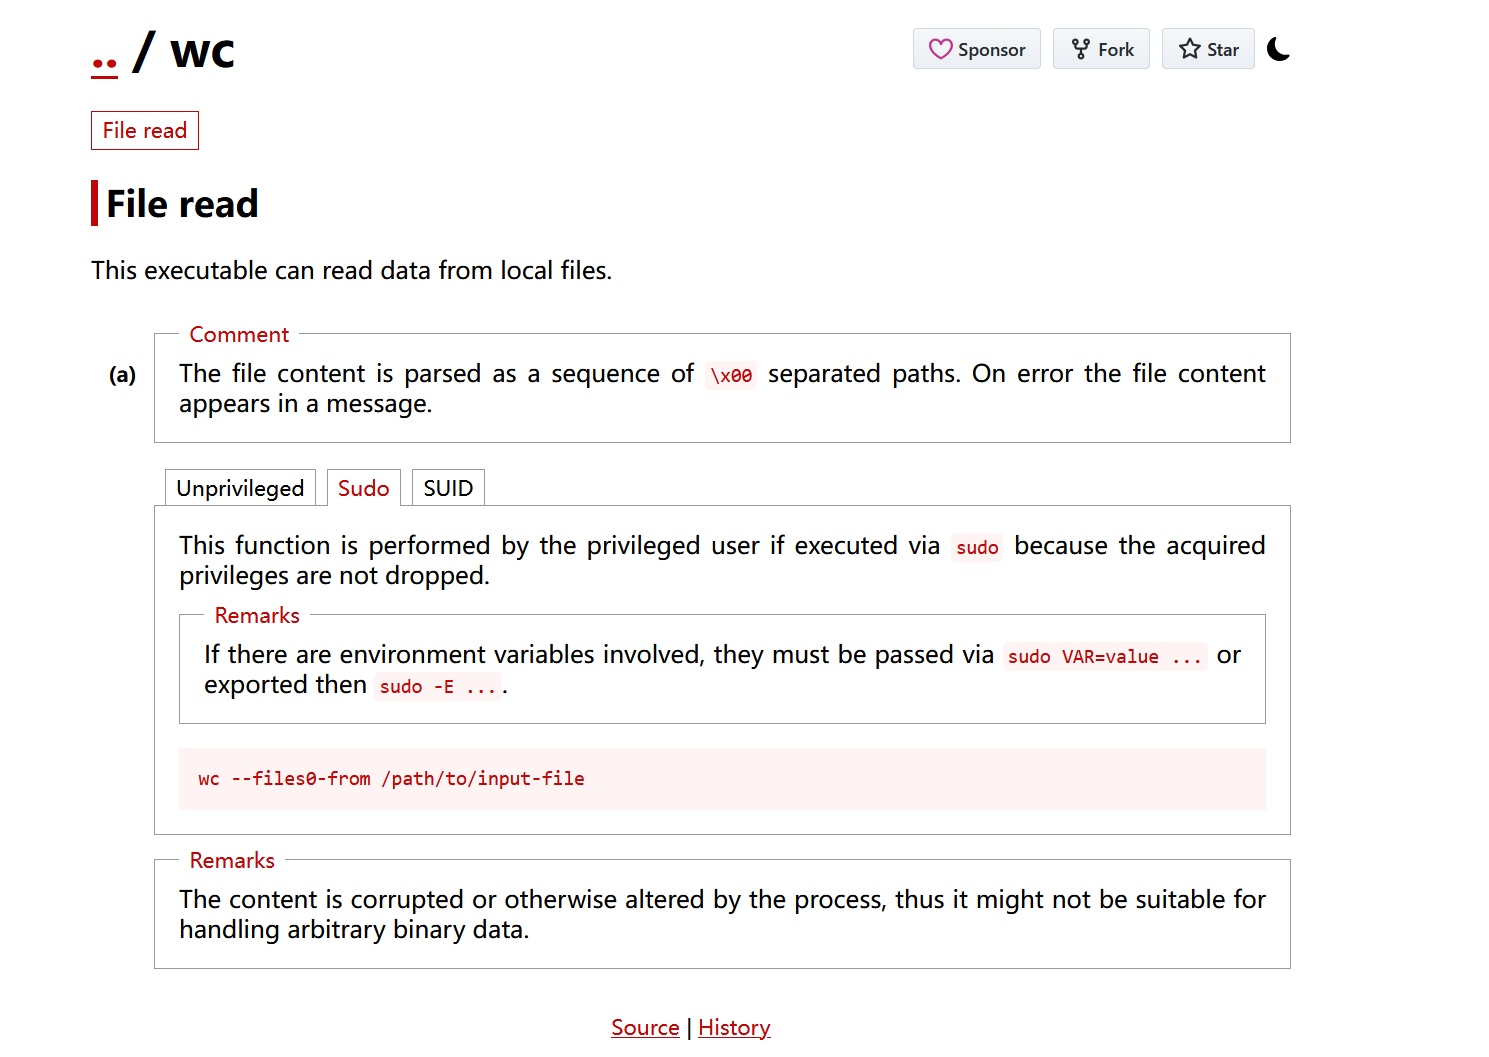 .. / wc
Sponsor
Fork
Star
File read
File read
This executable can read data from local files.
Comment
(a)
The file content is parsed as a sequence of \x00 separated paths. On error the file content
appears in a message.
Unprivileged
Sudo
SUID
This function is performed by the privileged user if executed via sudo because the acquired
privileges are not dropped.
Remarks
If there are environment variables involved, they must be passed via sudo VAR=value ... or
exported then sudo -E ... .
wc --files0-from /path/to/input-file
Remarks
The content is corrupted or otherwise altered by the process, thus it might not be suitable for
handling arbitrary binary data.
Source | History